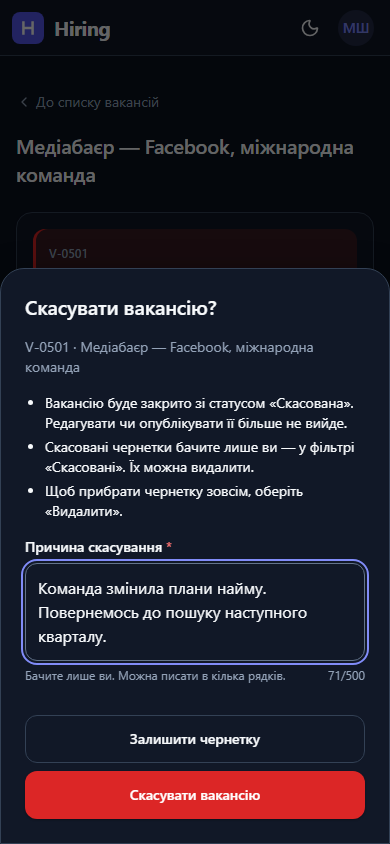 H Hiring МШ
До списку вакансій
Медіабаєр — Facebook, міжнародна
команда
V-0501
Скасувати вакансію?
V-0501 · Медіабаєр — Facebook, міжнародна
команда
• Вакансію буде закрито зі статусом «Скасована».
Редагувати чи опублікувати її більше не вийде.
• Скасовані чернетки бачите лише ви — у фільтрі
«Скасовані». Їх можна видалити.
• Щоб прибрати чернетку зовсім, оберіть
«Видалити».
Причина скасування *
Команда змінила плани найму.
Повернемось до пошуку наступного
кварталу.
Бачите лише ви. Можна писати в кілька рядків. 71/500
Залишити чернетку
Скасувати вакансію